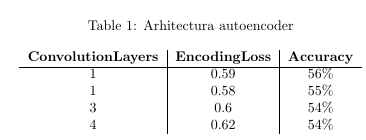 Table 1: Arhitectura autoencoder
ConvolutionLayers EncodingLoss Accuracy
1 0.59 56%
1 0.58 55%
3 0.6 54%
4 0.62 54%